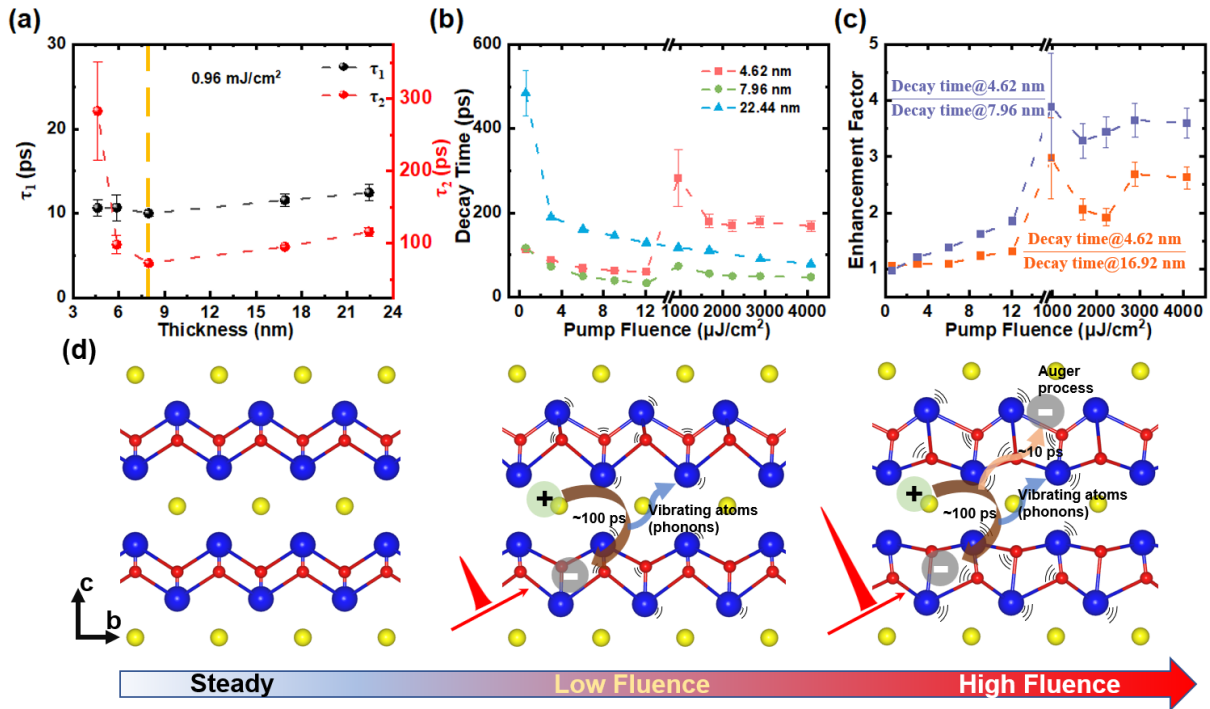 (a)
30
20
10
0
τ1 (ps)
0.96 mJ/cm²
τ1
τ2
300
200
100
τ2 (ps)
3 6 9 12 15 18 21 24
Thickness (nm)
(b)
600
400
200
0
Decay Time (ps)
4.62 nm
7.96 nm
22.44 nm
0 4 8 12 1000 2000 3000 4000
Pump Fluence (μJ/cm²)
(c)
5
4
3
2
1
Enhancement Factor
Decay time@4.62 nm
Decay time@7.96 nm
Decay time@4.62 nm
Decay time@16.92 nm
0 4 8 12 1000 2000 3000 4000
Pump Fluence (μJ/cm²)
(d)
c
b
+
~100 ps
Vibrating atoms
(phonons)
−
Auger
process
−
~10 ps
+
~100 ps
Vibrating atoms
(phonons)
−
Steady
Low Fluence
High Fluence